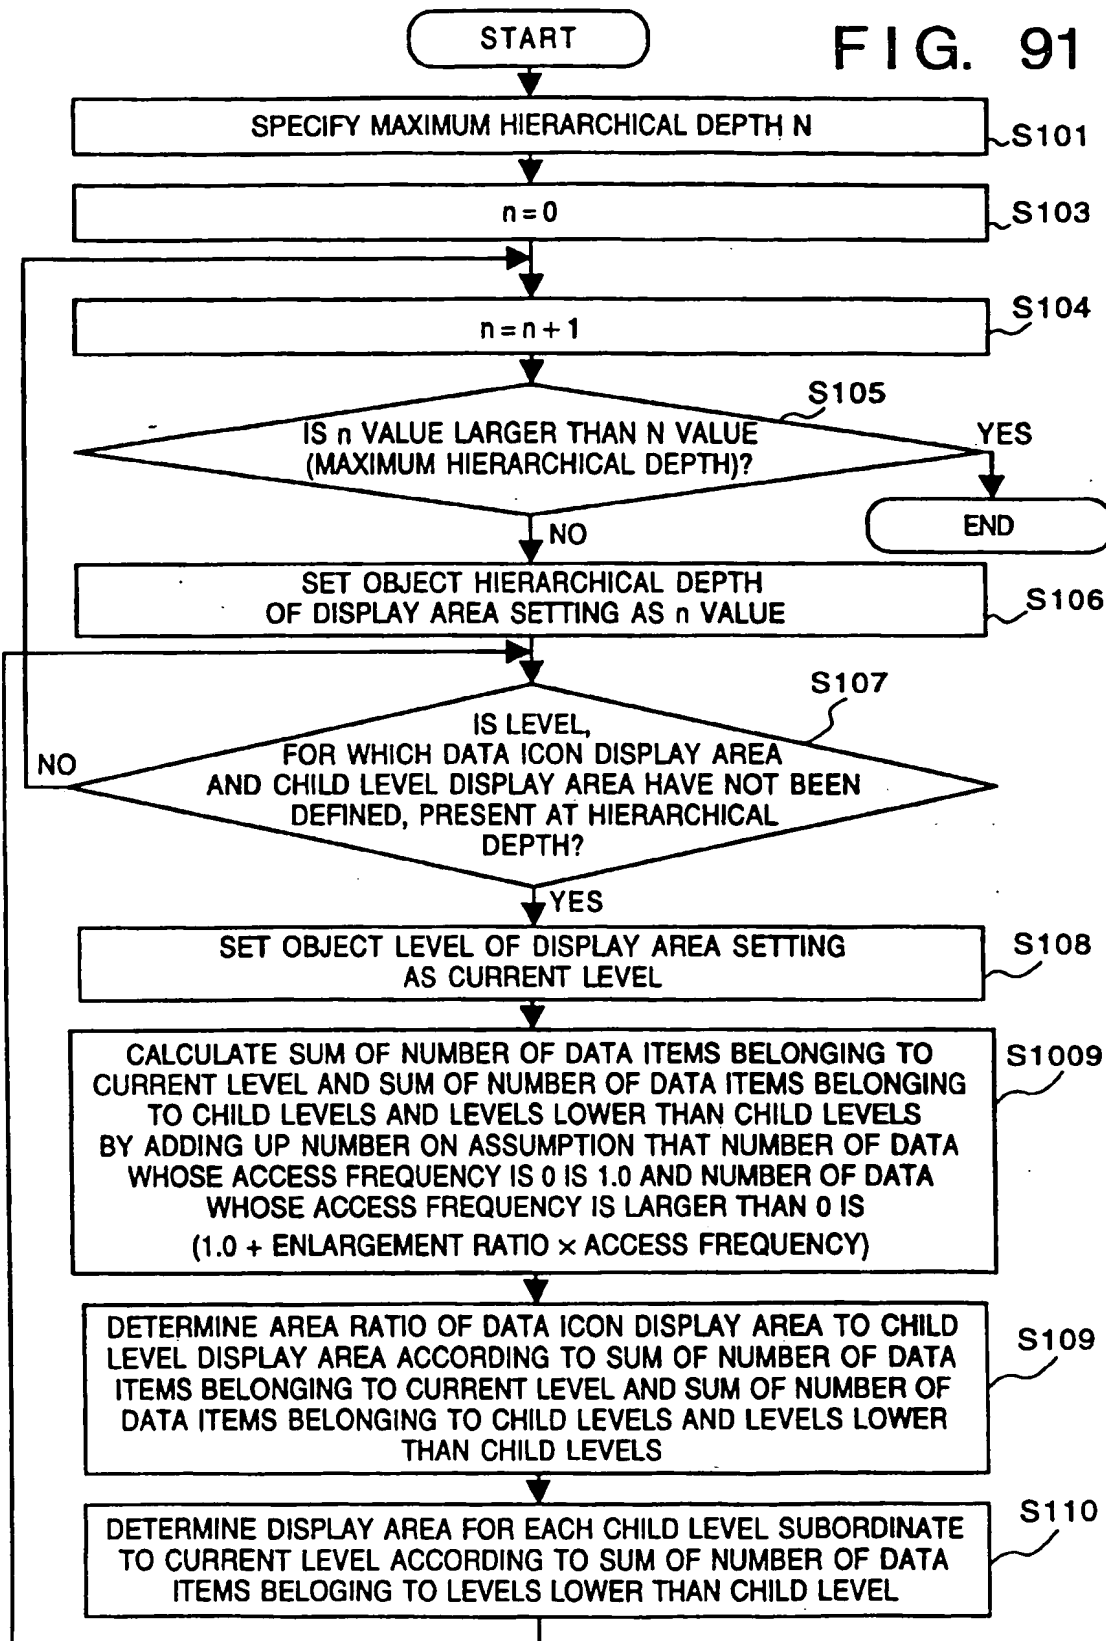 START
FIG. 91
SPECIFY MAXIMUM HIERARCHICAL DEPTH N
S101
n=0
S103
n=n+1
S104
S105
IS n VALUE LARGER THAN N VALUE
(MAXIMUM HIERARCHICAL DEPTH)?
YES
END
NO
SET OBJECT HIERARCHICAL DEPTH
OF DISPLAY AREA SETTING AS n VALUE
S106
S107
IS LEVEL,
FOR WHICH DATA ICON DISPLAY AREA
AND CHILD LEVEL DISPLAY AREA HAVE NOT BEEN
DEFINED, PRESENT AT HIERARCHICAL
DEPTH?
NO
YES
SET OBJECT LEVEL OF DISPLAY AREA SETTING
AS CURRENT LEVEL
S108
CALCULATE SUM OF NUMBER OF DATA ITEMS BELONGING TO
CURRENT LEVEL AND SUM OF NUMBER OF DATA ITEMS BELONGING
TO CHILD LEVELS AND LEVELS LOWER THAN CHILD LEVELS
BY ADDING UP NUMBER ON ASSUMPTION THAT NUMBER OF DATA
WHOSE ACCESS FREQUENCY IS 0 IS 1.0 AND NUMBER OF DATA
WHOSE ACCESS FREQUENCY IS LARGER THAN 0 IS
(1.0 + ENLARGEMENT RATIO × ACCESS FREQUENCY)
S1009
DETERMINE AREA RATIO OF DATA ICON DISPLAY AREA TO CHILD
LEVEL DISPLAY AREA ACCORDING TO SUM OF NUMBER OF DATA
ITEMS BELONGING TO CURRENT LEVEL AND SUM OF NUMBER OF
DATA ITEMS BELONGING TO CHILD LEVELS AND LEVELS LOWER
THAN CHILD LEVELS
S109
DETERMINE DISPLAY AREA FOR EACH CHILD LEVEL SUBORDINATE
TO CURRENT LEVEL ACCORDING TO SUM OF NUMBER OF DATA
ITEMS BELOGING TO LEVELS LOWER THAN CHILD LEVEL
S110